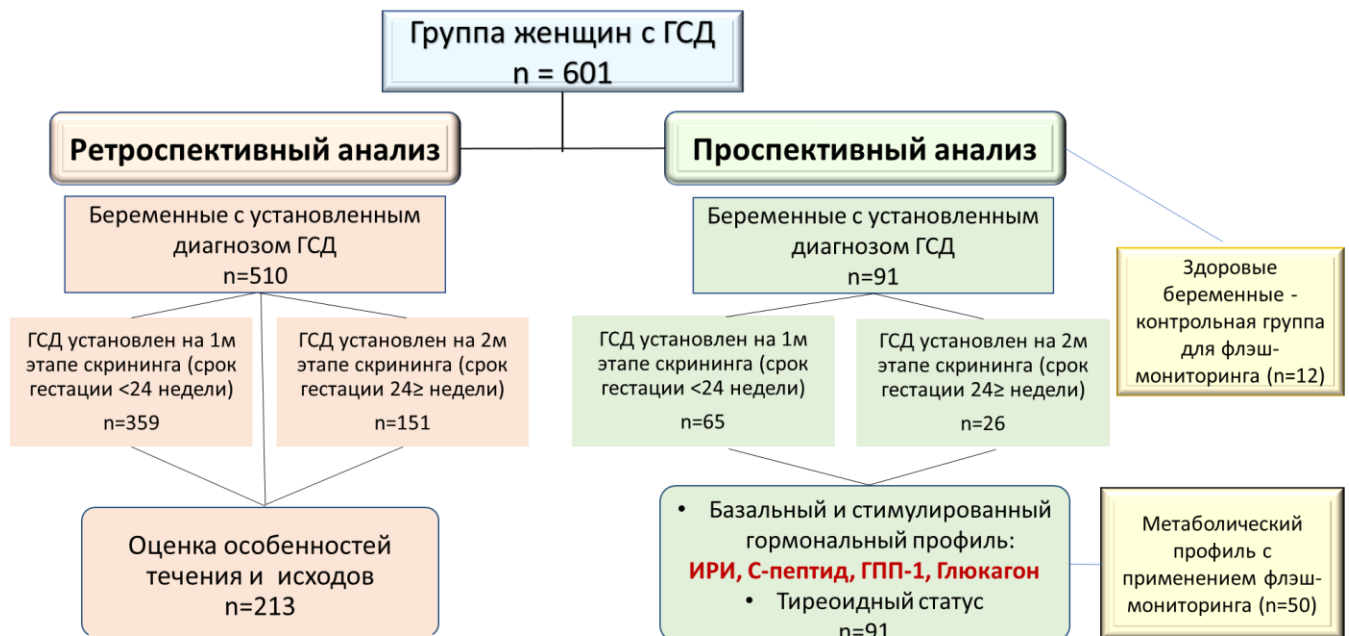 Группа женщин с ГСД
n = 601
Ретроспективный анализ
Проспективный анализ
Беременные с установленным
диагнозом ГСД
n=510
Беременные с установленным
диагнозом ГСД
n=91
Здоровые
беременные -
контрольная группа
для флэш-
мониторинга (n=12)
ГСД установлен на 1м
этапе скрининга (срок
гестации <24 недели)
n=359
ГСД установлен на 2м
этапе скрининга (срок
гестации 24≥ недели)
n=151
ГСД установлен на 1м
этапе скрининга (срок
гестации <24 недели)
n=65
ГСД установлен на 2м
этапе скрининга (срок
гестации 24≥ недели)
n=26
Оценка особенностей
течения и исходов
n=213
• Базальный и стимулированный
гормональный профиль:
ИРИ, С-пептид, ГПП-1, Глюкагон
• Тиреоидный статус
n=91
Метаболический
профиль с
применением флэш-
мониторинга (n=50)